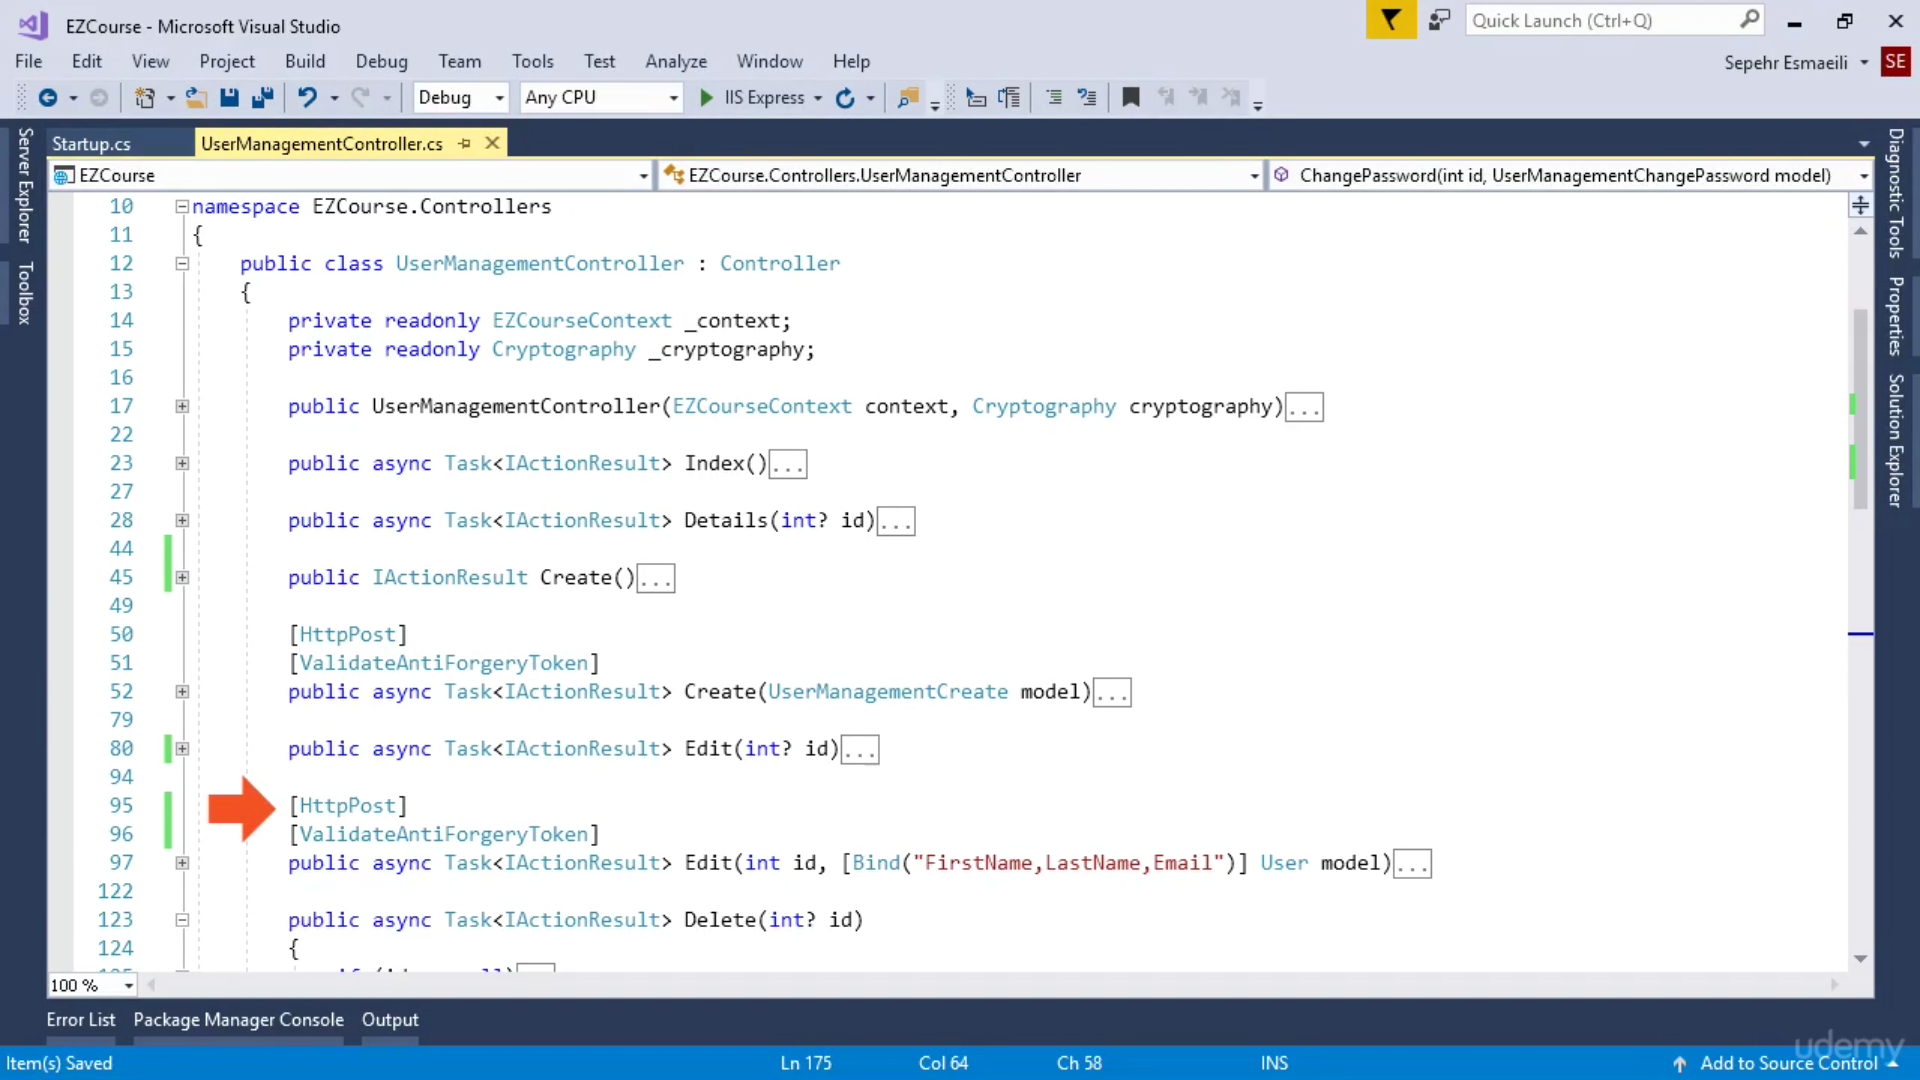 EZCourse - Microsoft Visual Studio
Quick Launch (Ctrl+Q)
File Edit View Project Build Debug Team Tools Test Analyze Window Help
Sepehr Esmaeili SE
Debug Any CPU IIS Express
Server Explorer
Toolbox
Startup.cs UserManagementController.cs
EZCourse EZCourse.Controllers.UserManagementController ChangePassword(int id, UserManagementChangePassword model)
10 namespace EZCourse.Controllers
11 {
12 public class UserManagementController : Controller
13 {
14 private readonly EZCourseContext _context;
15 private readonly Cryptography _cryptography;
16
17 public UserManagementController(EZCourseContext context, Cryptography cryptography)...
22
23 public async Task<IActionResult> Index()...
27
28 public async Task<IActionResult> Details(int? id)...
44
45 public IActionResult Create()...
49
50 [HttpPost]
51 [ValidateAntiForgeryToken]
52 public async Task<IActionResult> Create(UserManagementCreate model)...
79
80 public async Task<IActionResult> Edit(int? id)...
94
95 [HttpPost]
96 [ValidateAntiForgeryToken]
97 public async Task<IActionResult> Edit(int id, [Bind("FirstName,LastName,Email")] User model)...
122
123 public async Task<IActionResult> Delete(int? id)
124 {
Diagnostic Tools
Properties
Solution Explorer
100 %
Error List Package Manager Console Output
Item(s) Saved Ln 175 Col 64 Ch 58 INS Add to Source Control
udemy